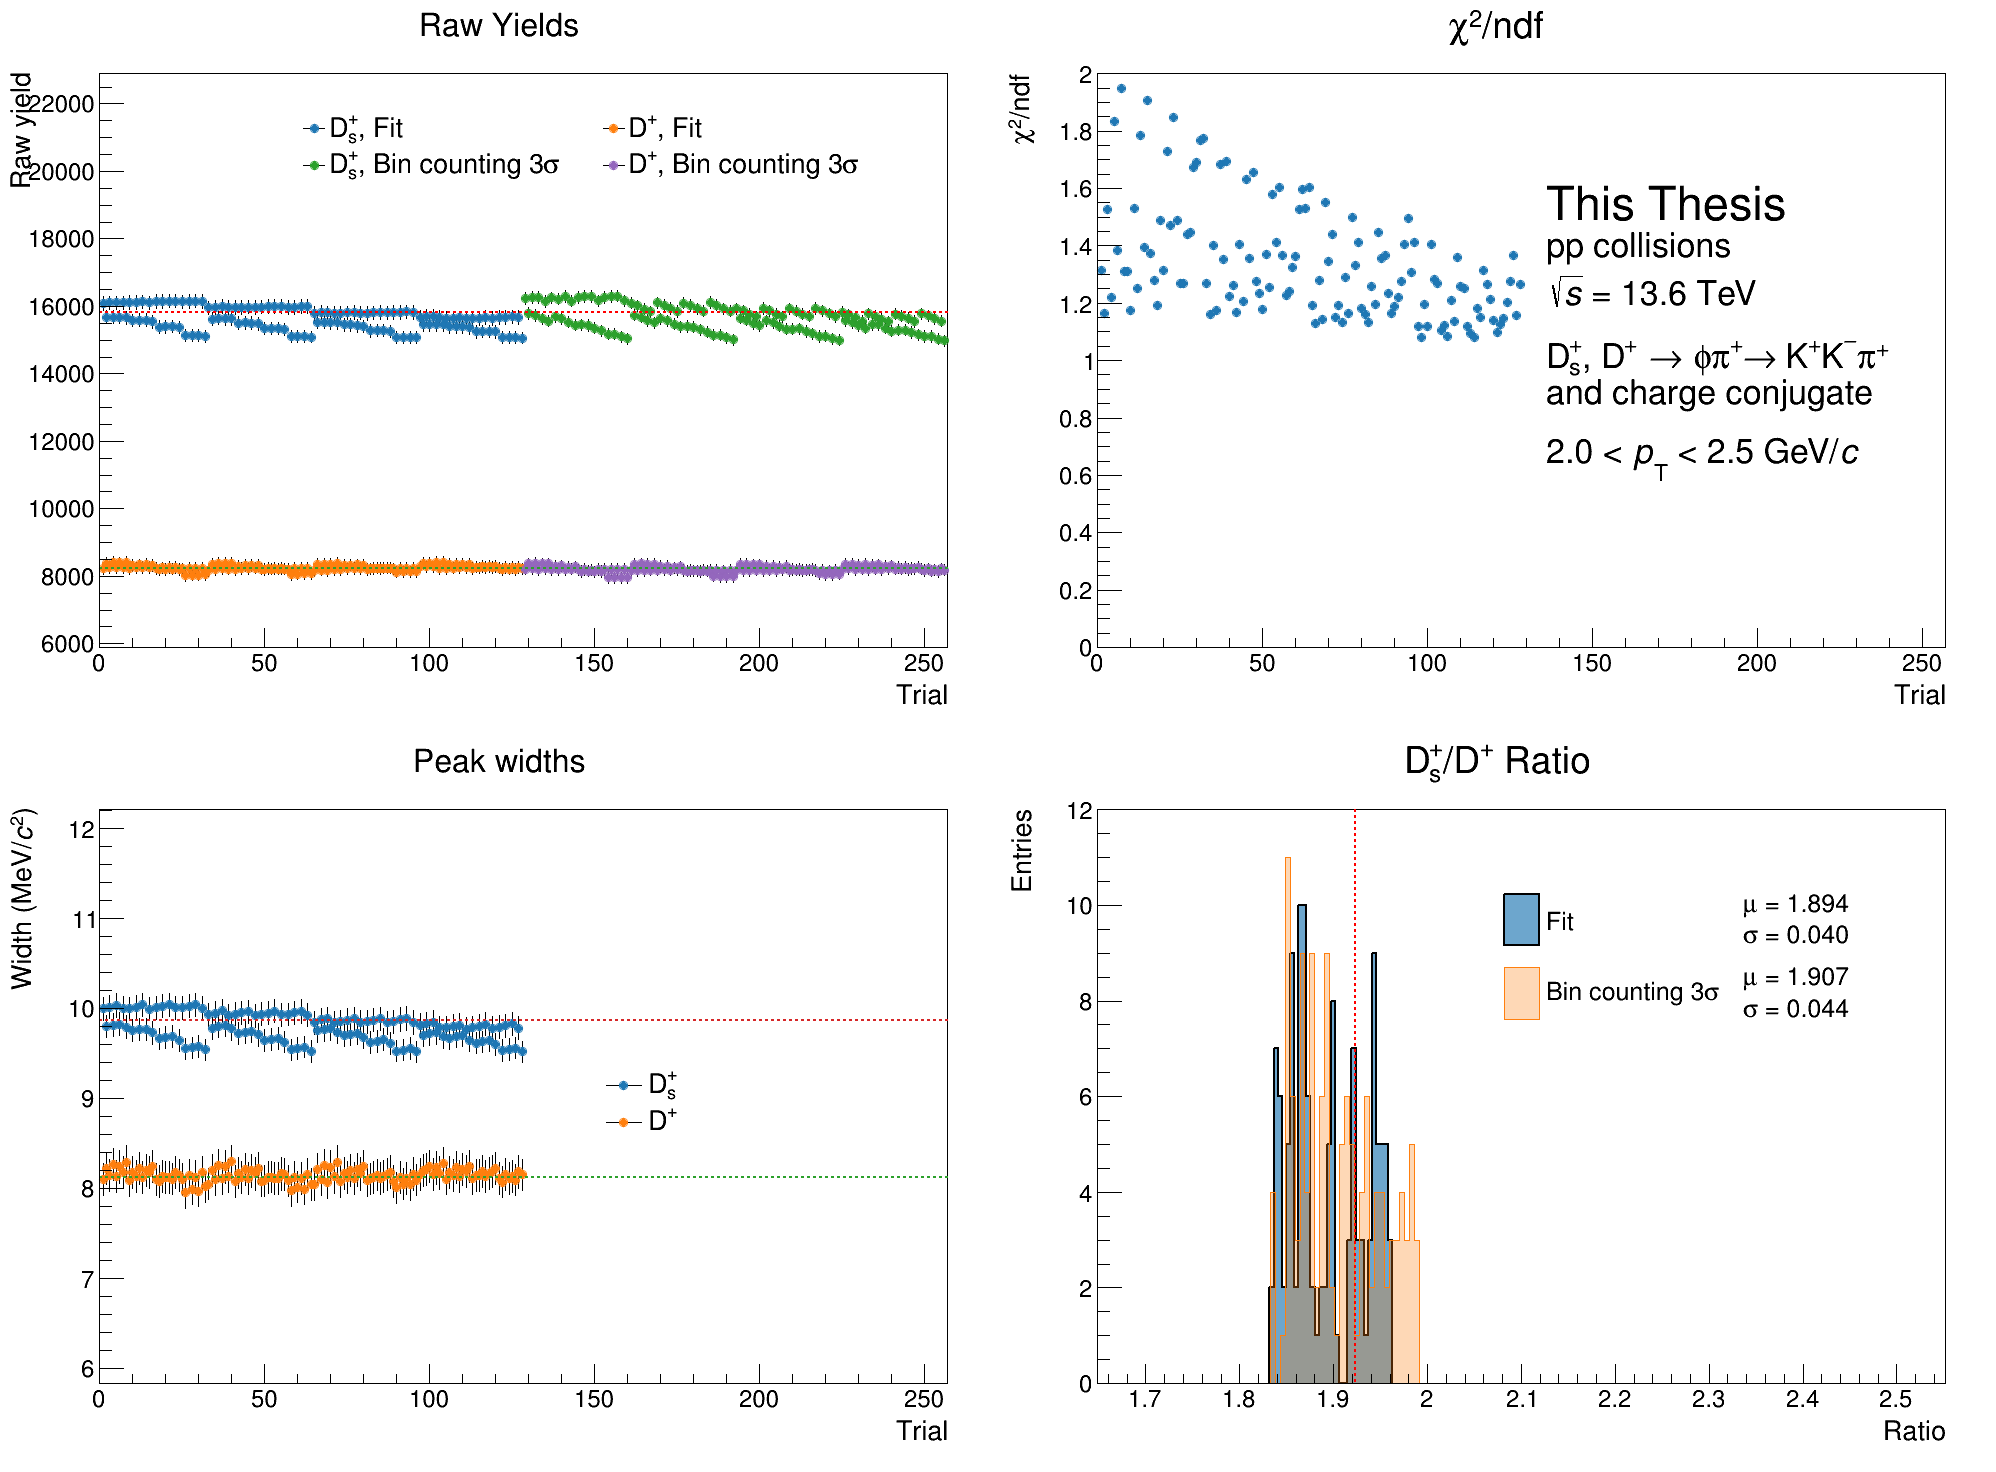 Raw Yields
Raw yield
22000
20000
18000
16000
14000
12000
10000
8000
6000
D_s^+, Fit
D^+, Fit
D_s^+, Bin counting 3σ
D^+, Bin counting 3σ
0 50 100 150 200 250
Trial
χ²/ndf
χ²/ndf
2
1.8
1.6
1.4
1.2
1
0.8
0.6
0.4
0.2
0
This Thesis
pp collisions
√s = 13.6 TeV
D_s^+, D^+ → ϕπ^+→ K^+K^−π^+
and charge conjugate
2.0 < p_T < 2.5 GeV/c
0 50 100 150 200 250
Trial
Peak widths
Width (MeV/c²)
12
11
10
9
8
7
6
D_s^+
D^+
0 50 100 150 200 250
Trial
D_s^+/D^+ Ratio
Entries
12
10
8
6
4
2
0
Fit
μ = 1.894
σ = 0.040
Bin counting 3σ
μ = 1.907
σ = 0.044
1.7 1.8 1.9 2 2.1 2.2 2.3 2.4 2.5
Ratio